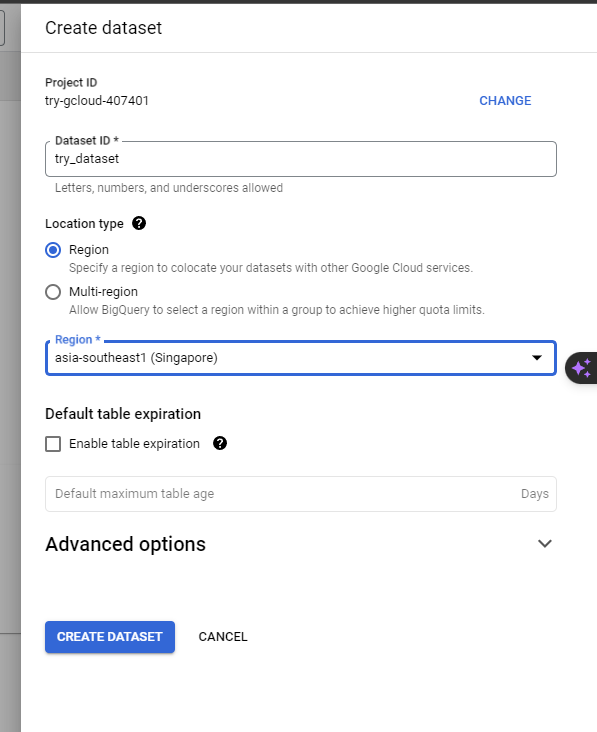 Create dataset
Project ID
try-gcloud-407401
CHANGE
Dataset ID *
try_dataset
Letters, numbers, and underscores allowed
Location type ?
Region
Specify a region to colocate your datasets with other Google Cloud services.
Multi-region
Allow BigQuery to select a region within a group to achieve higher quota limits.
Region *
asia-southeast1 (Singapore)
Default table expiration
Enable table expiration ?
Default maximum table age Days
Advanced options
CREATE DATASET CANCEL